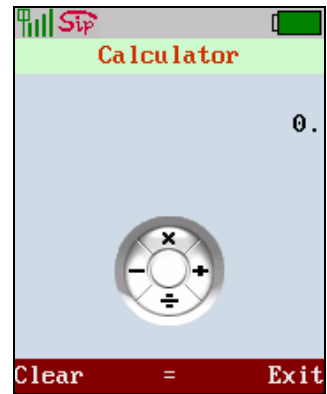 Sip
Calculator
0.
×
− +
÷
Clear = Exit